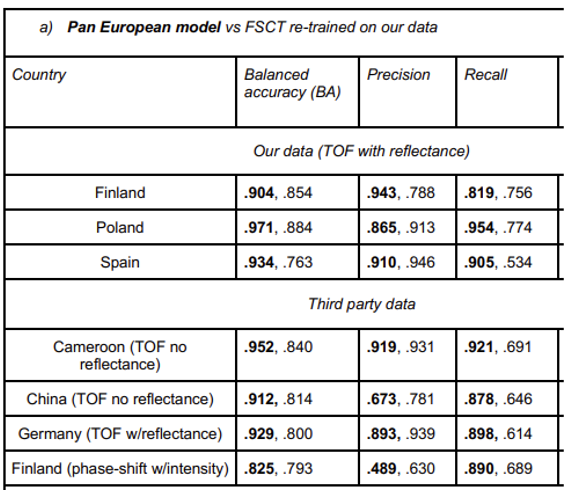 a) Pan European model vs FSCT re-trained on our data
Country Balanced accuracy (BA) Precision Recall
Our data (TOF with reflectance)
Finland .904, .854 .943, .788 .819, .756
Poland .971, .884 .865, .913 .954, .774
Spain .934, .763 .910, .946 .905, .534
Third party data
Cameroon (TOF no reflectance) .952, .840 .919, .931 .921, .691
China (TOF no reflectance) .912, .814 .673, .781 .878, .646
Germany (TOF w/reflectance) .929, .800 .893, .939 .898, .614
Finland (phase-shift w/intensity) .825, .793 .489, .630 .890, .689